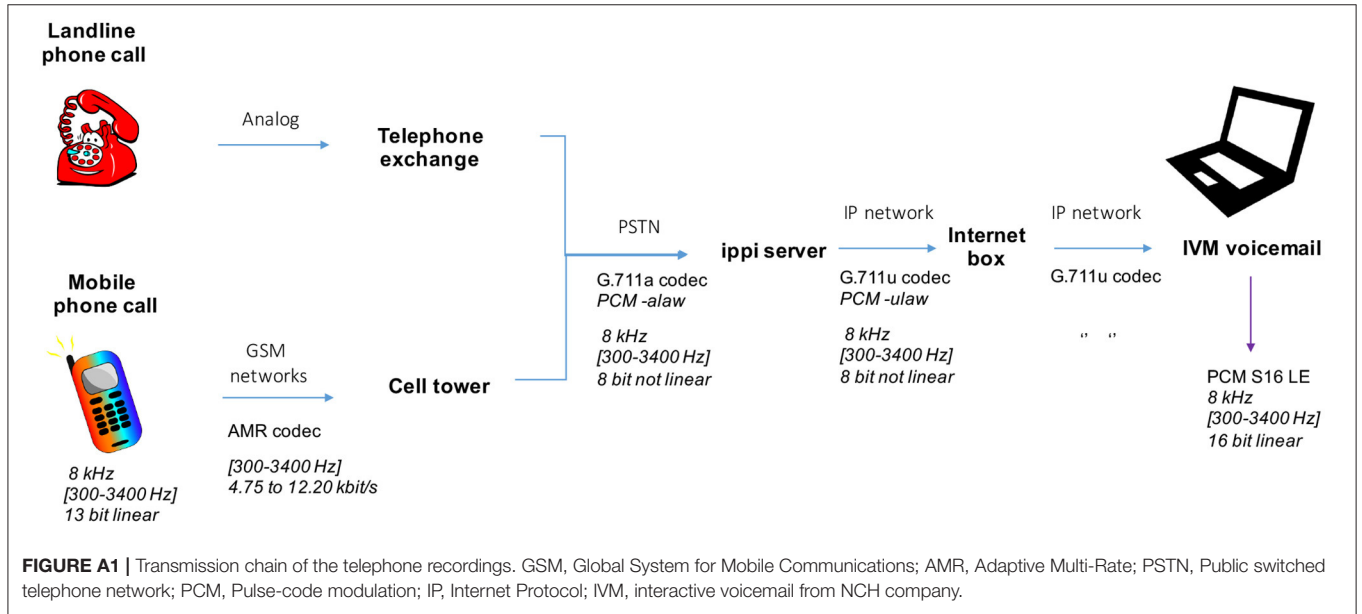 Landline
phone call
Analog
Telephone
exchange
Mobile
phone call
8 kHz
[300-3400 Hz]
13 bit linear
GSM
networks
AMR codec
[300-3400 Hz]
4.75 to 12.20 kbit/s
Cell tower
PSTN
G.711a codec
PCM -alaw
8 kHz
[300-3400 Hz]
8 bit not linear
ippi server
IP network
G.711u codec
PCM -ulaw
8 kHz
[300-3400 Hz]
8 bit not linear
Internet
box
IP network
G.711u codec
‘’ ‘’
IVM voicemail
PCM S16 LE
8 kHz
[300-3400 Hz]
16 bit linear
FIGURE A1 | Transmission chain of the telephone recordings. GSM, Global System for Mobile Communications; AMR, Adaptive Multi-Rate; PSTN, Public switched
telephone network; PCM, Pulse-code modulation; IP, Internet Protocol; IVM, interactive voicemail from NCH company.